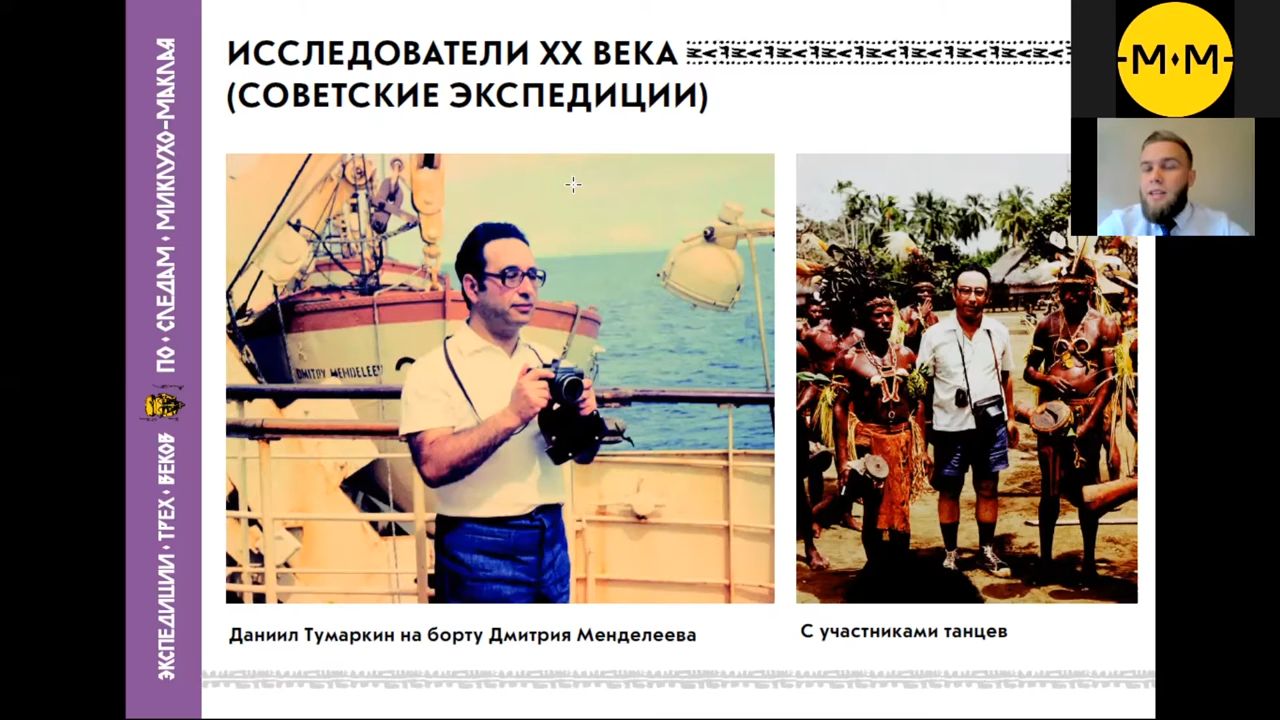 ИССЛЕДОВАТЕЛИ XX ВЕКА
(СОВЕТСКИЕ ЭКСПЕДИЦИИ)
М·М
DMITRY MENDELEEV
Даниил Тумаркин на борту Дмитрия Менделеева
С участниками танцев
ЭКСПЕДИЦИИ · ТРЕХ · ВЕКОВ
ПО · СЛЕДАМ · МИКЛУХО-МАКЛАЯ